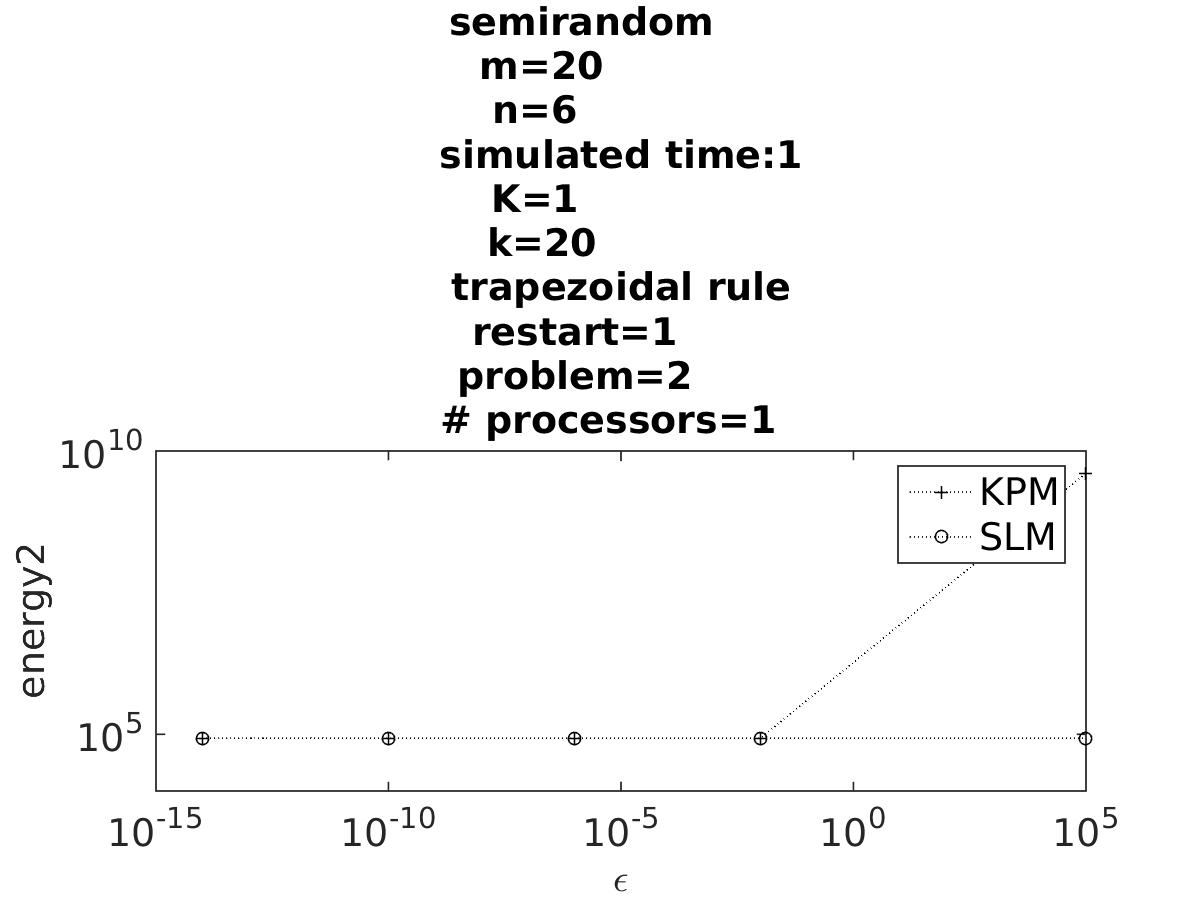 semirandom
m=20
n=6
simulated time:1
K=1
k=20
trapezoidal rule
restart=1
problem=2
# processors=1
10^10
KPM
SLM
energy2
10^5
10^-15 10^-10 10^-5 10^0 10^5
ϵ